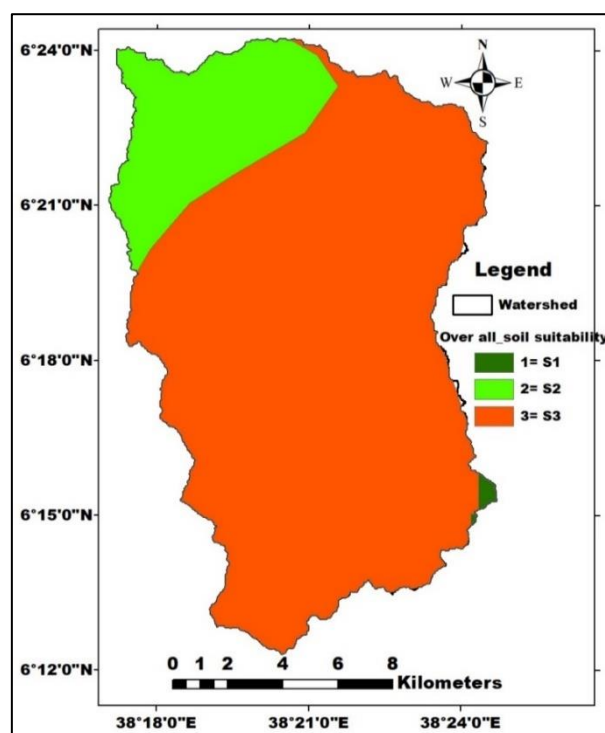 6°24'0"N
N
W E
S
6°21'0"N
Legend
Watershed
Over all_soil suitability
6°18'0"N
1= S1
2= S2
3= S3
6°15'0"N
6°12'0"N
0 1 2 4 6 8
Kilometers
38°18'0"E 38°21'0"E 38°24'0"E